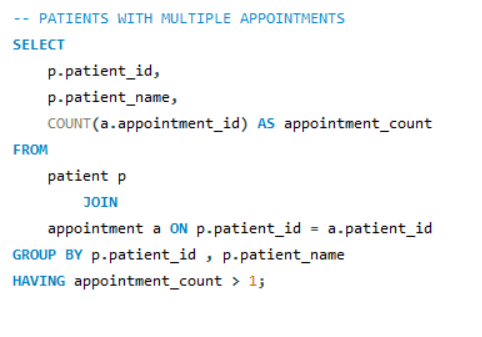 -- PATIENTS WITH MULTIPLE APPOINTMENTS
SELECT
    p.patient_id,
    p.patient_name,
    COUNT(a.appointment_id) AS appointment_count
FROM
    patient p
        JOIN
    appointment a ON p.patient_id = a.patient_id
GROUP BY p.patient_id , p.patient_name
HAVING appointment_count > 1;